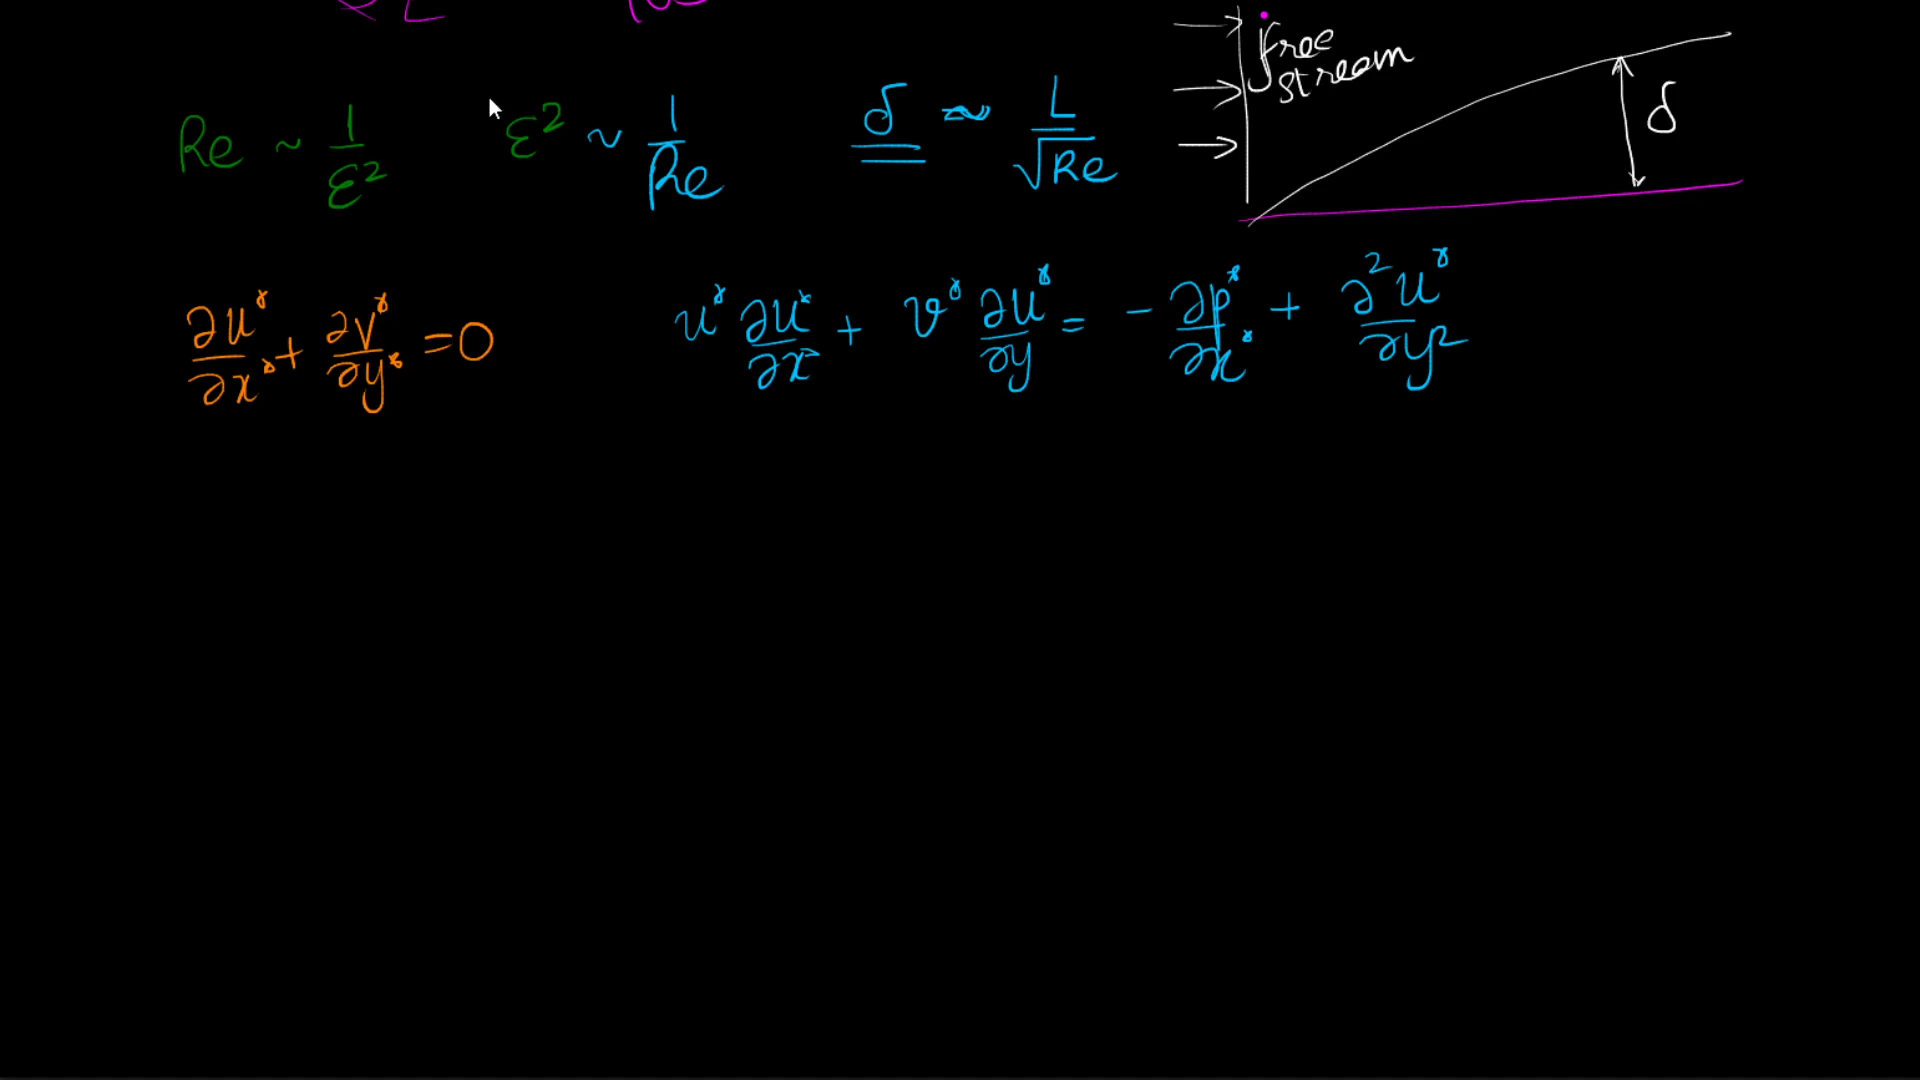 free
stream
δ
Re ~ 1/ε² ε² ~ 1/Re δ ~ L/√Re
∂u*/∂x* + ∂v*/∂y* = 0 u* ∂u*/∂x* + v* ∂u*/∂y = - ∂p*/∂x* + ∂²u*/∂y²